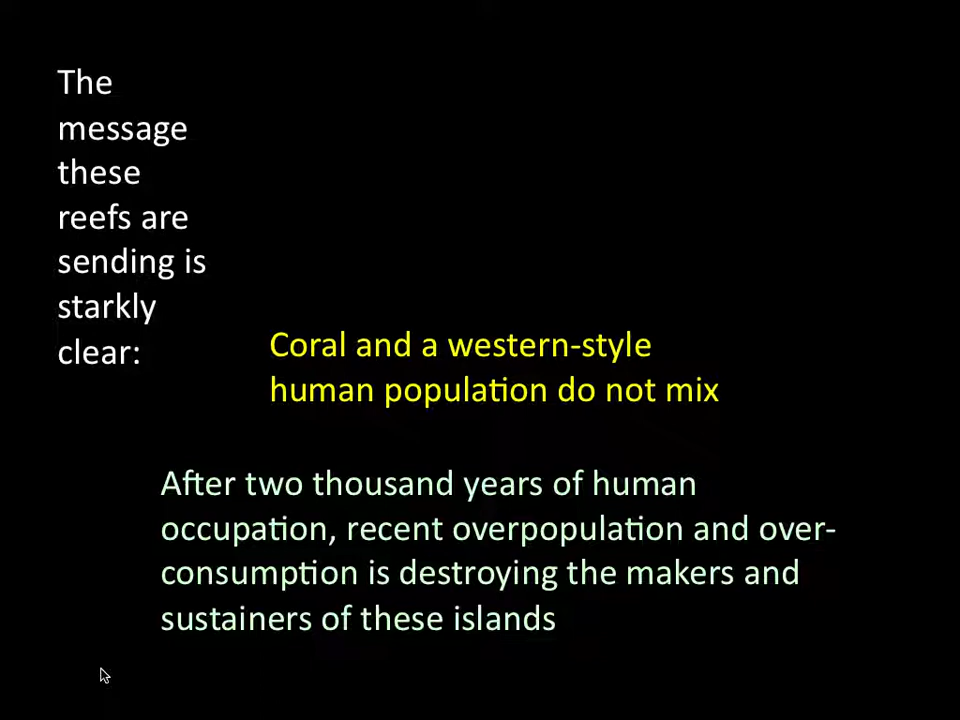 The
message
these
reefs are
sending is
starkly
clear:
Coral and a western-style
human population do not mix
After two thousand years of human
occupation, recent overpopulation and over-
consumption is destroying the makers and
sustainers of these islands